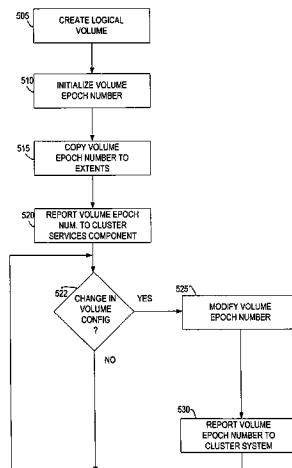 505
CREATE LOGICAL
VOLUME
510
INITIALIZE VOLUME
EPOCH NUMBER
515
COPY VOLUME
EPOCH NUMBER TO
EXTENTS
520
REPORT VOLUME EPOCH
NUM. TO CLUSTER
SERVICES COMPONENT
522
CHANGE IN
VOLUME
CONFIG
?
YES
NO
525
MODIFY VOLUME
EPOCH NUMBER
530
REPORT VOLUME
EPOCH NUMBER TO
CLUSTER SYSTEM